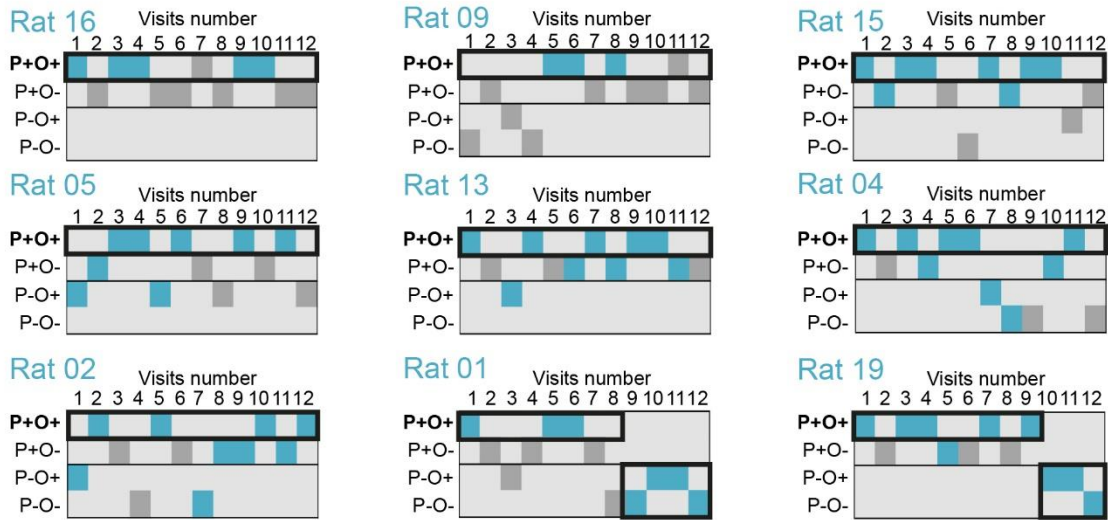 Rat 16
Visits number
1 2 3 4 5 6 7 8 9 10 11 12
P+O+
P+O-
P-O+
P-O-
Rat 09
Visits number
1 2 3 4 5 6 7 8 9 10 11 12
P+O+
P+O-
P-O+
P-O-
Rat 15
Visits number
1 2 3 4 5 6 7 8 9 10 11 12
P+O+
P+O-
P-O+
P-O-
Rat 05
Visits number
1 2 3 4 5 6 7 8 9 10 11 12
P+O+
P+O-
P-O+
P-O-
Rat 13
Visits number
1 2 3 4 5 6 7 8 9 10 11 12
P+O+
P+O-
P-O+
P-O-
Rat 04
Visits number
1 2 3 4 5 6 7 8 9 10 11 12
P+O+
P+O-
P-O+
P-O-
Rat 02
Visits number
1 2 3 4 5 6 7 8 9 10 11 12
P+O+
P+O-
P-O+
P-O-
Rat 01
Visits number
1 2 3 4 5 6 7 8 9 10 11 12
P+O+
P+O-
P-O+
P-O-
Rat 19
Visits number
1 2 3 4 5 6 7 8 9 10 11 12
P+O+
P+O-
P-O+
P-O-